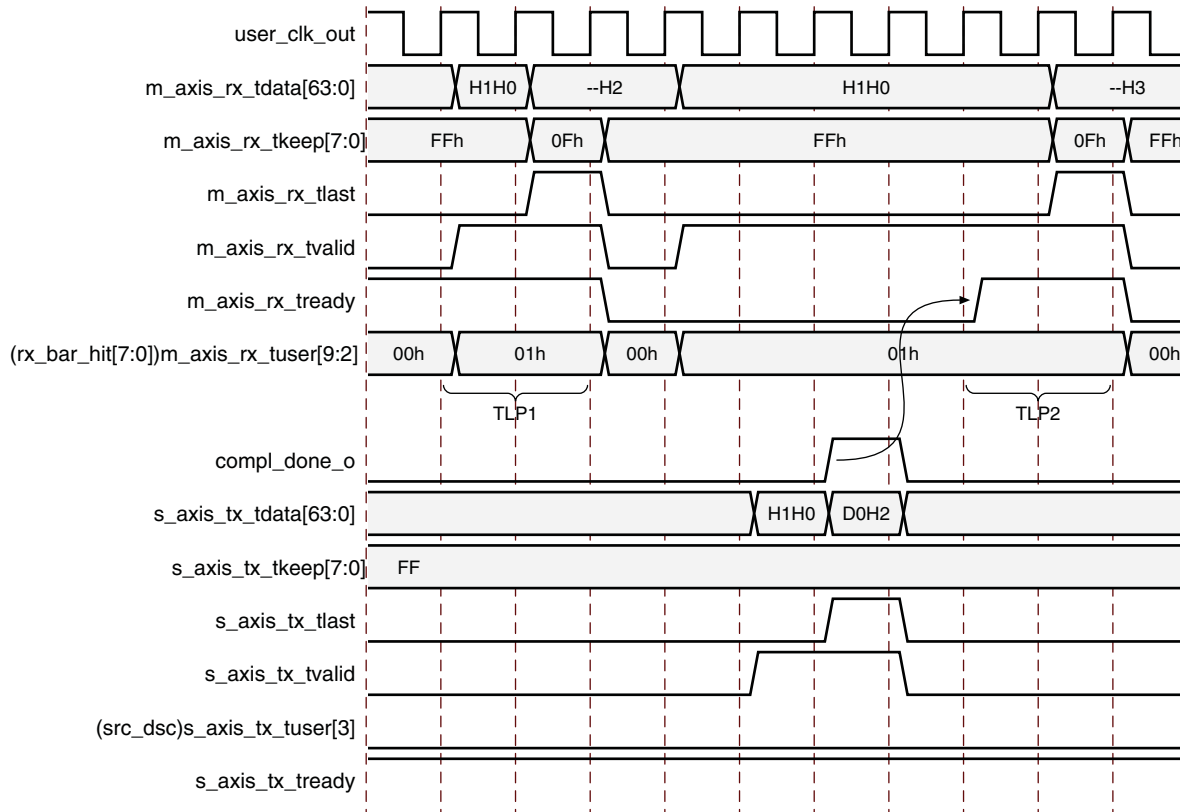 user_clk_out
m_axis_rx_tdata[63:0] H1H0 --H2 H1H0 --H3
m_axis_rx_tkeep[7:0] FFh 0Fh FFh 0Fh FFh
m_axis_rx_tlast
m_axis_rx_tvalid
m_axis_rx_tready
(rx_bar_hit[7:0])m_axis_rx_tuser[9:2] 00h 01h 00h 01h 00h
TLP1 TLP2
compl_done_o
s_axis_tx_tdata[63:0] H1H0 D0H2
s_axis_tx_tkeep[7:0] FF
s_axis_tx_tlast
s_axis_tx_tvalid
(src_dsc)s_axis_tx_tuser[3]
s_axis_tx_tready